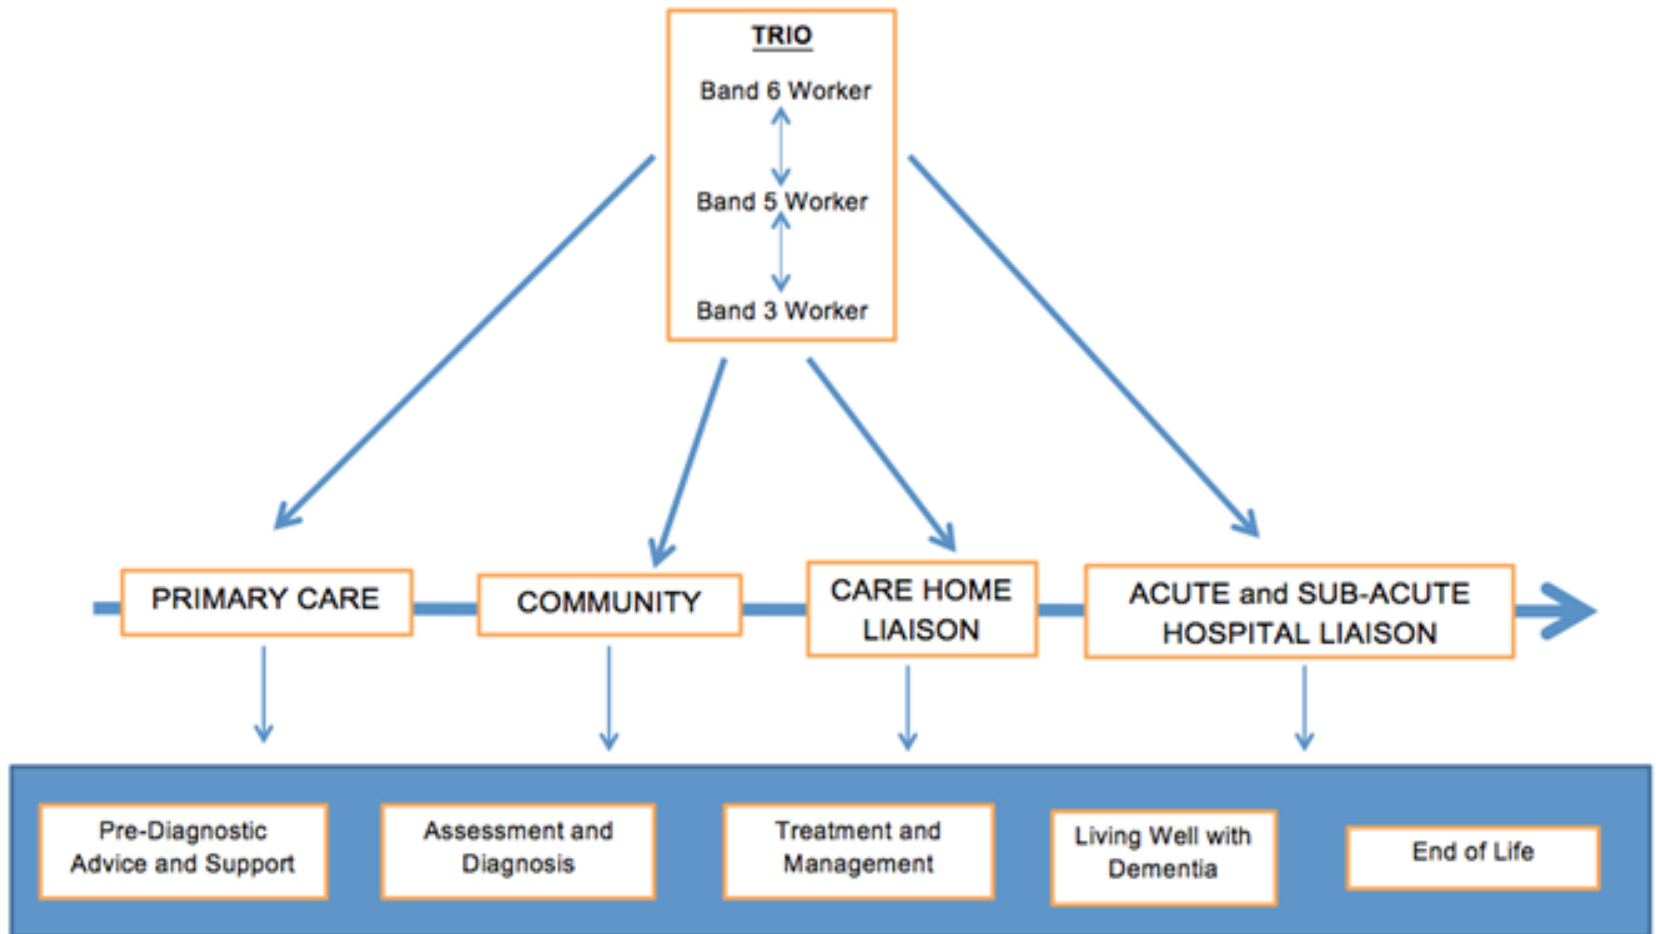 TRIO
Band 6 Worker
Band 5 Worker
Band 3 Worker
PRIMARY CARE
COMMUNITY
CARE HOME
LIAISON
ACUTE and SUB-ACUTE
HOSPITAL LIAISON
Pre-Diagnostic
Advice and Support
Assessment and
Diagnosis
Treatment and
Management
Living Well with
Dementia
End of Life